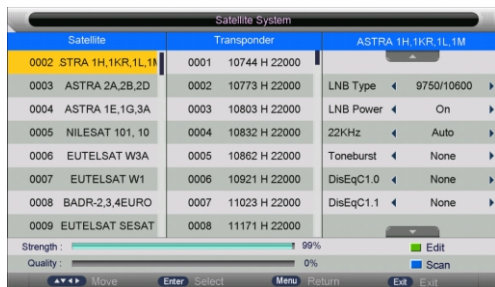 Satellite System
Satellite Transponder ASTRA 1H,1KR,1L,1M
0002 STRA 1H,1KR,1L,1M 0001 10744 H 22000
0003 ASTRA 2A,2B,2D 0002 10773 H 22000 LNB Type 9750/10600
0004 ASTRA 1E,1G,3A 0003 10803 H 22000 LNB Power On
0005 NILESAT 101, 10 0004 10832 H 22000 22KHz Auto
0006 EUTELSAT W3A 0005 10862 H 22000 Toneburst None
0007 EUTELSAT W1 0006 10921 H 22000 DisEqC1.0 None
0008 BADR-2,3,4EURO 0007 11023 H 22000 DisEqC1.1 None
0009 EUTELSAT SESAT 0008 11171 H 22000
Strength : 99% Edit
Quality : 0% Scan
Move Enter Select Menu Return Exit Exit